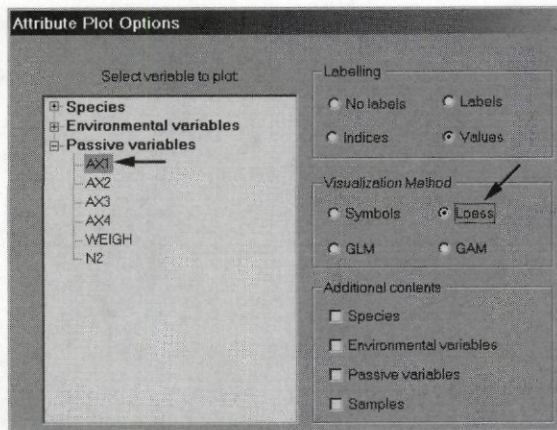 Attribute Plot Options
Select variable to plot:
Species
Environmental variables
Passive variables
AX1
AX2
AX3
AX4
WEIGH
N2
Labelling
No labels
Labels
Indices
Values
Visualization Method
Symbols
Loess
GLM
GAM
Additional contents
Species
Environmental variables
Passive variables
Samples